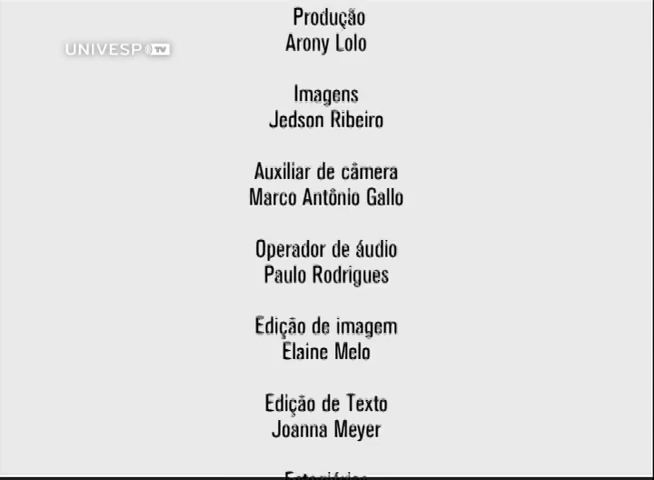 Produção
Arony Lolo
UNIVESP TV
Imagens
Jedson Ribeiro
Auxiliar de câmera
Marco Antônio Gallo
Operador de áudio
Paulo Rodrigues
Edição de imagem
Elaine Melo
Edição de Texto
Joanna Meyer